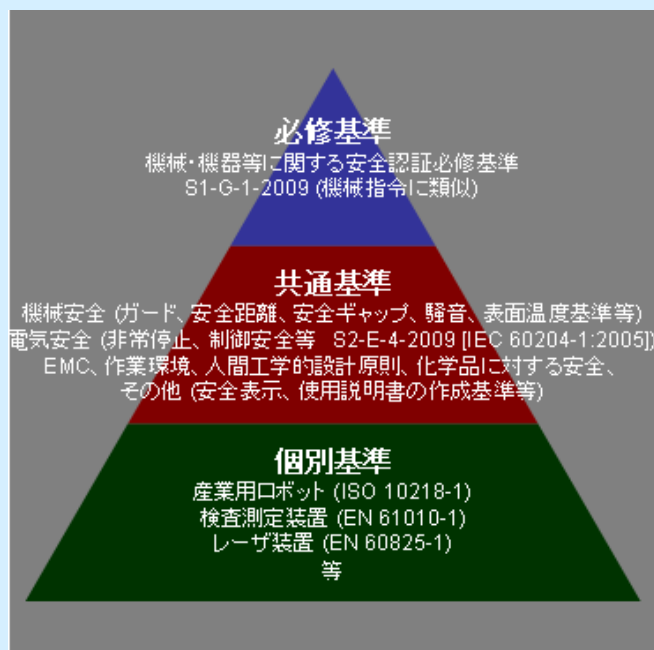 必修基準
機械・機器等に関する安全認証必修基準
S1-G-1-2009 (機械指令に類似)
共通基準
機械安全 (ガード、安全距離、安全ギャップ、騒音、表面温度基準等)
電気安全 (非常停止、制御安全等　S2-E-4-2009 [IEC 60204-1:2005])
EMC、作業環境、人間工学的設計原則、化学品に対する安全、
その他 (安全表示、使用説明書の作成基準等)
個別基準
産業用ロボット (ISO 10218-1)
検査測定装置 (EN 61010-1)
レーザ装置 (EN 60825-1)
等